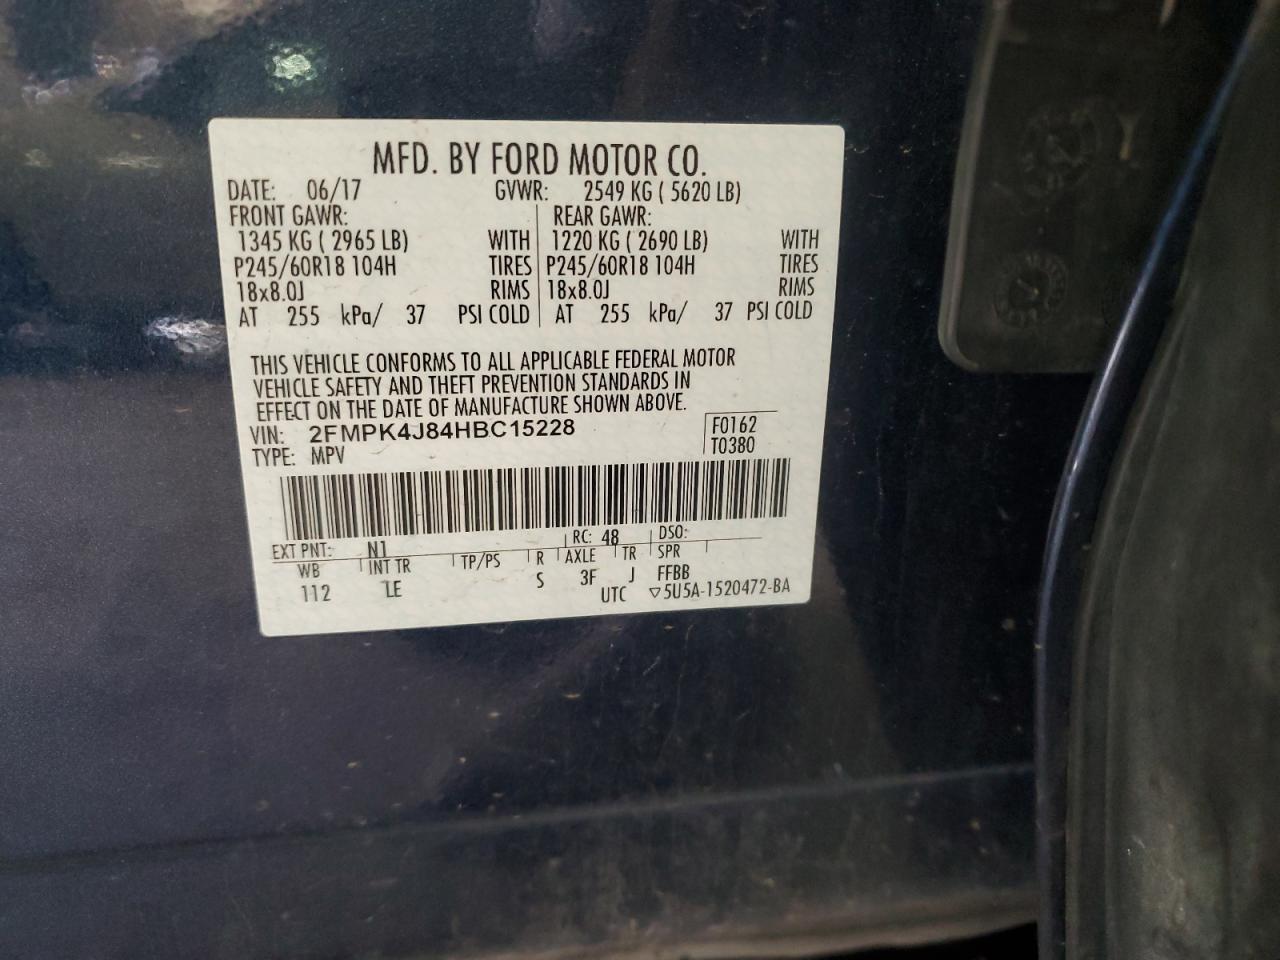 MFD. BY FORD MOTOR CO.
DATE: 06/17 GVWR: 2549 KG ( 5620 LB)
FRONT GAWR: REAR GAWR:
1345 KG ( 2965 LB) WITH 1220 KG ( 2690 LB) WITH
P245/60R18 104H TIRES P245/60R18 104H TIRES
18x8.0J RIMS 18x8.0J RIMS
AT 255 kPa/ 37 PSI COLD AT 255 kPa/ 37 PSI COLD
THIS VEHICLE CONFORMS TO ALL APPLICABLE FEDERAL MOTOR
VEHICLE SAFETY AND THEFT PREVENTION STANDARDS IN
EFFECT ON THE DATE OF MANUFACTURE SHOWN ABOVE.
VIN: 2FMPK4J84HBC15228 F0162
TYPE: MPV T0380
EXT PNT: N1 RC: 48 DSO:
WB INT TR TP/PS R AXLE TR SPR
112 LE S 3F J FFBB
UTC ▽5U5A-1520472-BA